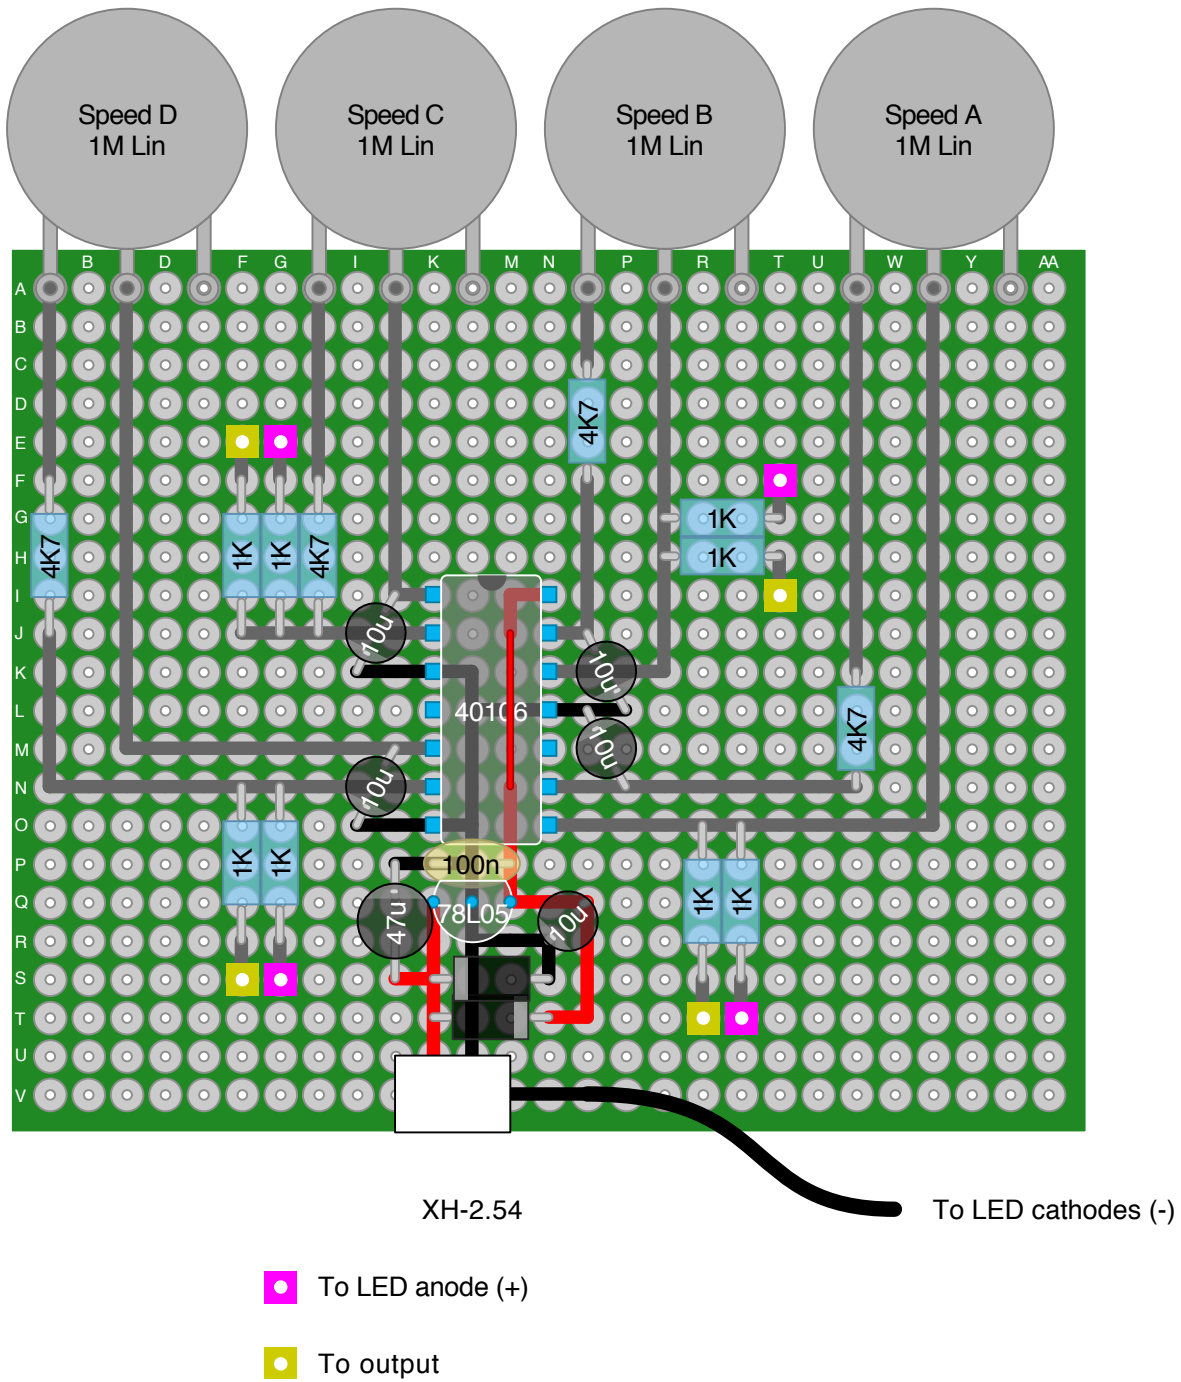 Speed D
1M Lin
Speed C
1M Lin
Speed B
1M Lin
Speed A
1M Lin
B D F G I K M N P R T U W Y AA
A
B
C
D
4K7
E
F
G
1K
4K7 1K 1K 4K7
H
1K
I
J
10u
K
10u
L
40106
4K7
M
10u
N
10u
O
P
100n
1K 1K
Q
78L05
47u
10u
1K 1K
R
S
T
U
V
XH-2.54
To LED cathodes (-)
To LED anode (+)
To output